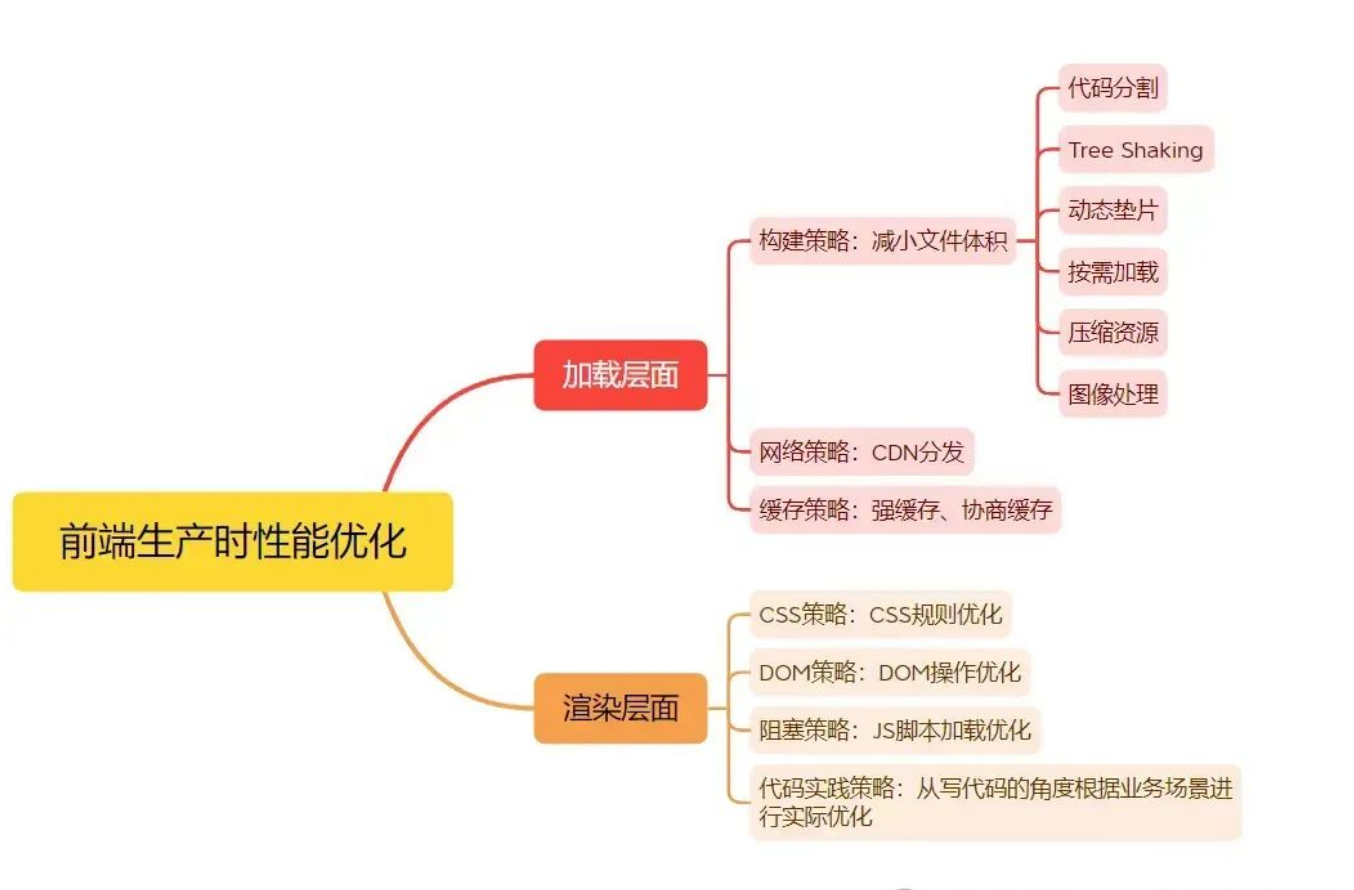 前端生产时性能优化
加载层面
构建策略：减小文件体积
代码分割
Tree Shaking
动态垫片
按需加载
压缩资源
图像处理
网络策略：CDN分发
缓存策略：强缓存、协商缓存
渲染层面
CSS策略：CSS规则优化
DOM策略：DOM操作优化
阻塞策略：JS脚本加载优化
代码实践策略：从写代码的角度根据业务场景进
行实际优化